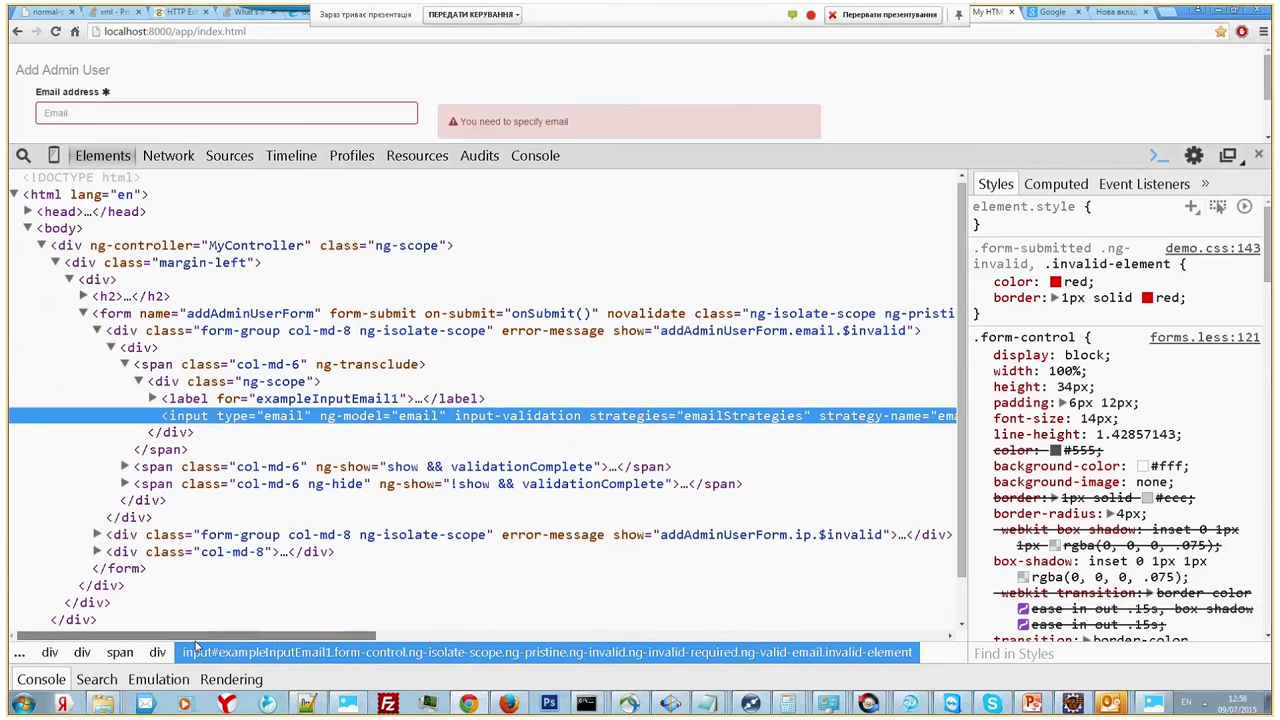 normal-p
xml - P
HTTP Ex
What's
Зараз триває презентація
ПЕРЕДАТИ КЕРУВАННЯ
Перервати презентування
My HTM
Google
Нова вкла
localhost:8000/app/index.html
Add Admin User
Email address ✱
Email
You need to specify email
Elements Network Sources Timeline Profiles Resources Audits Console
<!DOCTYPE html>
<html lang="en">
<head>…</head>
<body>
<div ng-controller="MyController" class="ng-scope">
<div class="margin-left">
<div>
<h2>…</h2>
<form name="addAdminUserForm" form-submit on-submit="onSubmit()" novalidate class="ng-isolate-scope ng-pristi
<div class="form-group col-md-8 ng-isolate-scope" error-message show="addAdminUserForm.email.$invalid">
<div>
<span class="col-md-6" ng-transclude>
<div class="ng-scope">
<label for="exampleInputEmail1">…</label>
<input type="email" ng-model="email" input-validation strategies="emailStrategies" strategy-name="ema
</div>
</span>
<span class="col-md-6" ng-show="show && validationComplete">…</span>
<span class="col-md-6 ng-hide" ng-show="!show && validationComplete">…</span>
</div>
</div>
<div class="form-group col-md-8 ng-isolate-scope" error-message show="addAdminUserForm.ip.$invalid">…</div>
<div class="col-md-8">…</div>
</form>
</div>
</div>
</div>
... div div span div input#exampleInputEmail1.form-control.ng-isolate-scope.ng-pristine.ng-invalid.ng-invalid-required.ng-valid-email.invalid-element
Console Search Emulation Rendering
Styles Computed Event Listeners »
element.style {
}
.form-submitted .ng- demo.css:143
invalid, .invalid-element {
color: red;
border: 1px solid red;
}
.form-control { forms.less:121
display: block;
width: 100%;
height: 34px;
padding: 6px 12px;
font-size: 14px;
line-height: 1.42857143;
color: #555;
background-color: #fff;
background-image: none;
border: 1px solid #ccc;
border-radius: 4px;
-webkit-box-shadow: inset 0 1px
1px rgba(0, 0, 0, .075);
box-shadow: inset 0 1px 1px
rgba(0, 0, 0, .075);
-webkit-transition: border-color
ease-in-out .15s, box-shadow
ease-in-out .15s;
transition: border-color
Find in Styles
EN
12:58
09/07/2015